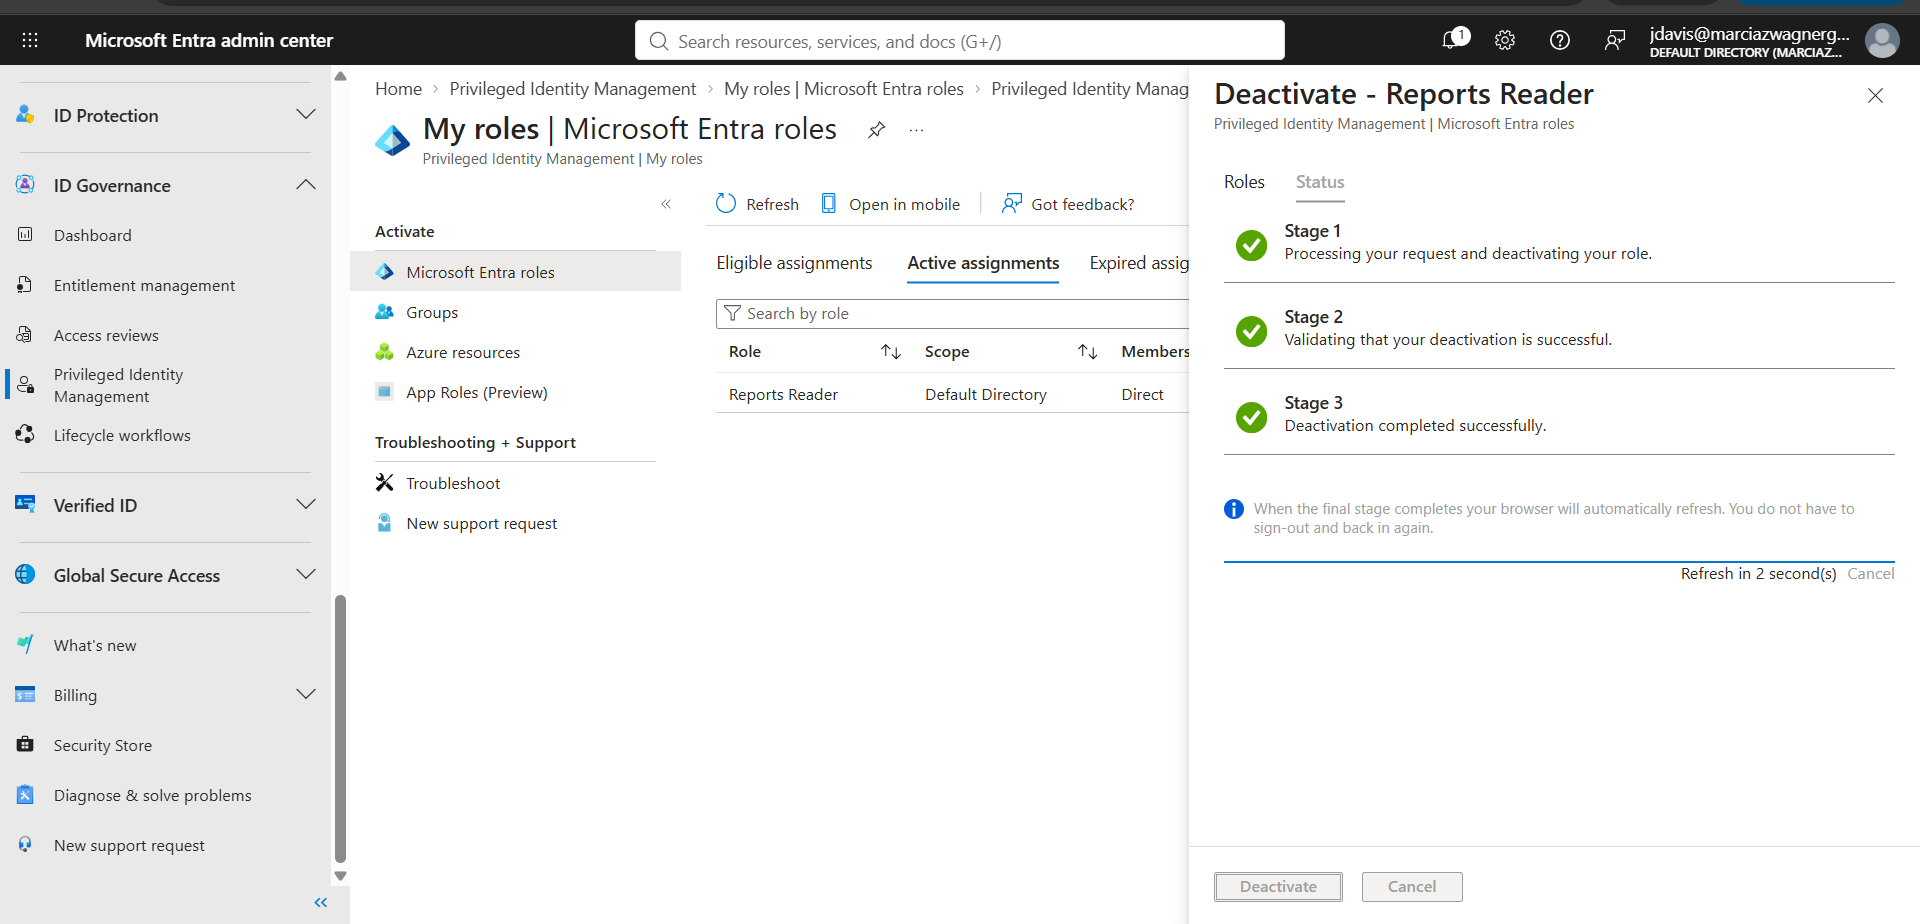 Microsoft Entra admin center
Search resources, services, and docs (G+/)
1
jdavis@marciazwagnerg...
DEFAULT DIRECTORY (MARCIAZ...
ID Protection
ID Governance
Dashboard
Entitlement management
Access reviews
Privileged Identity
Management
Lifecycle workflows
Verified ID
Global Secure Access
What's new
Billing
Security Store
Diagnose & solve problems
New support request
Home > Privileged Identity Management > My roles | Microsoft Entra roles > Privileged Identity Manag
My roles | Microsoft Entra roles
Privileged Identity Management | My roles
Activate
Microsoft Entra roles
Groups
Azure resources
App Roles (Preview)
Troubleshooting + Support
Troubleshoot
New support request
Refresh Open in mobile Got feedback?
Eligible assignments Active assignments Expired assig
Search by role
Role Scope Members
Reports Reader Default Directory Direct
Deactivate - Reports Reader
Privileged Identity Management | Microsoft Entra roles
Roles Status
Stage 1
Processing your request and deactivating your role.
Stage 2
Validating that your deactivation is successful.
Stage 3
Deactivation completed successfully.
When the final stage completes your browser will automatically refresh. You do not have to
sign-out and back in again.
Refresh in 2 second(s) Cancel
Deactivate Cancel